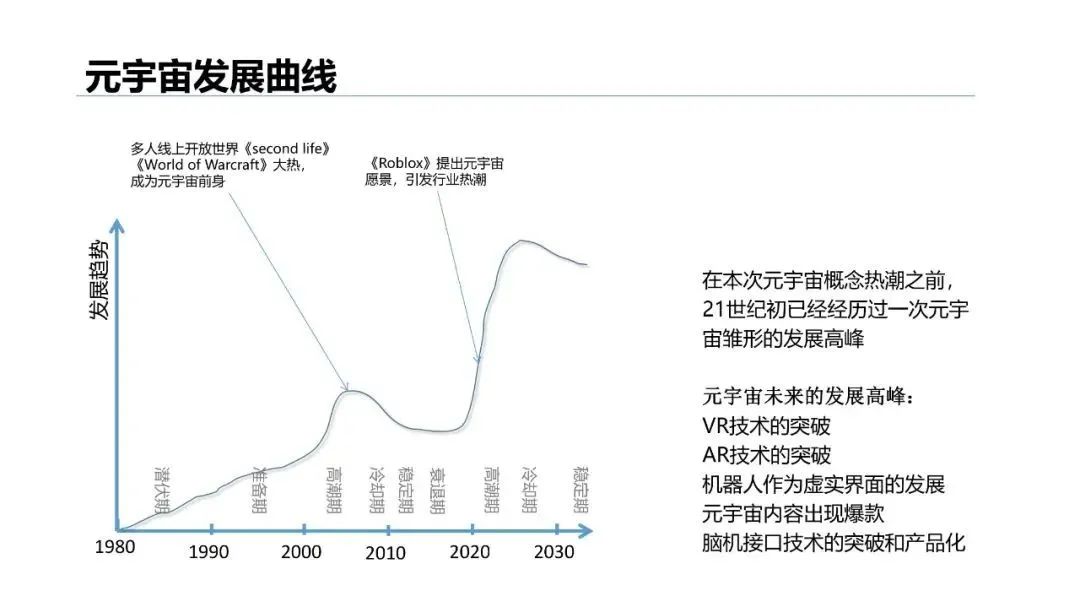 元宇宙发展曲线
多人线上开放世界《second life》
《World of Warcraft》大热，
成为元宇宙前身
《Roblox》提出元宇宙
愿景，引发行业热潮
发展趋势
潜伏期
准备期
高潮期
冷却期
稳定期
衰退期
高潮期
冷却期
稳定期
1980
1990
2000
2010
2020
2030
在本次元宇宙概念热潮之前，
21世纪初已经经历过一次元宇
宙雏形的发展高峰
元宇宙未来的发展高峰：
VR技术的突破
AR技术的突破
机器人作为虚实界面的发展
元宇宙内容出现爆款
脑机接口技术的突破和产品化